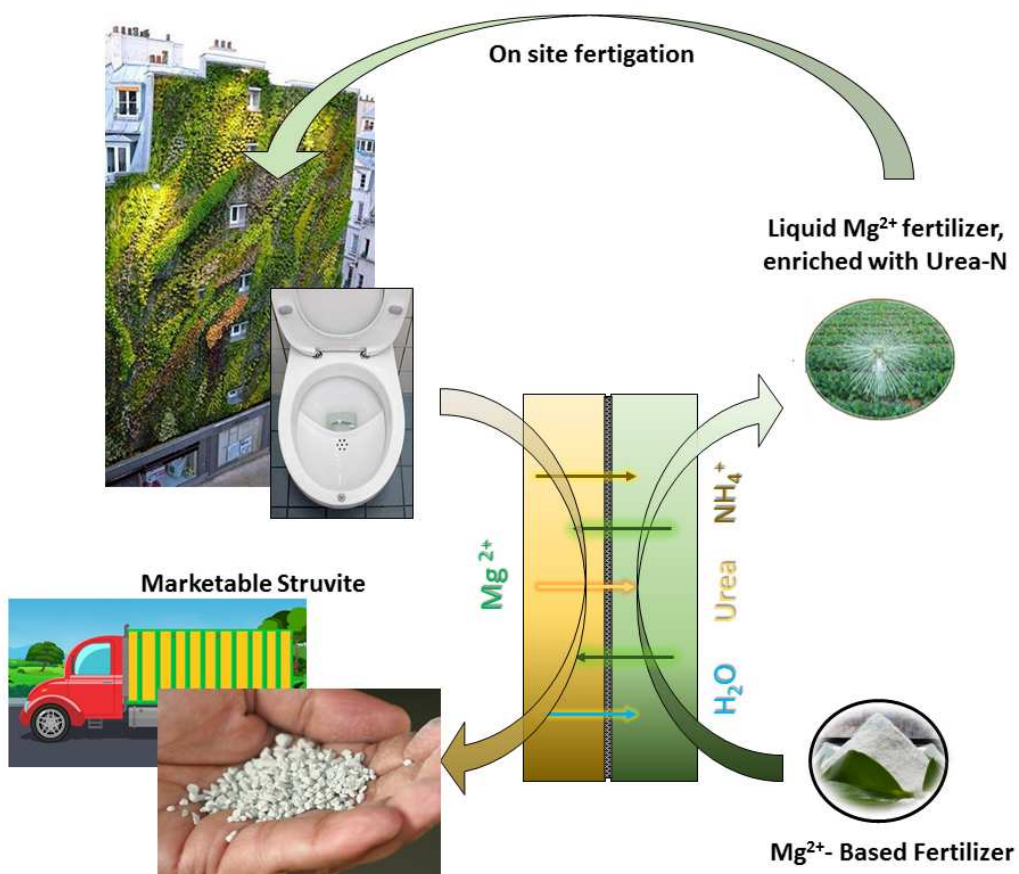 On site fertigation
Liquid Mg²⁺ fertilizer,
enriched with Urea-N
Mg²⁺
NH₄⁺
Urea
H₂O
Marketable Struvite
Mg²⁺- Based Fertilizer